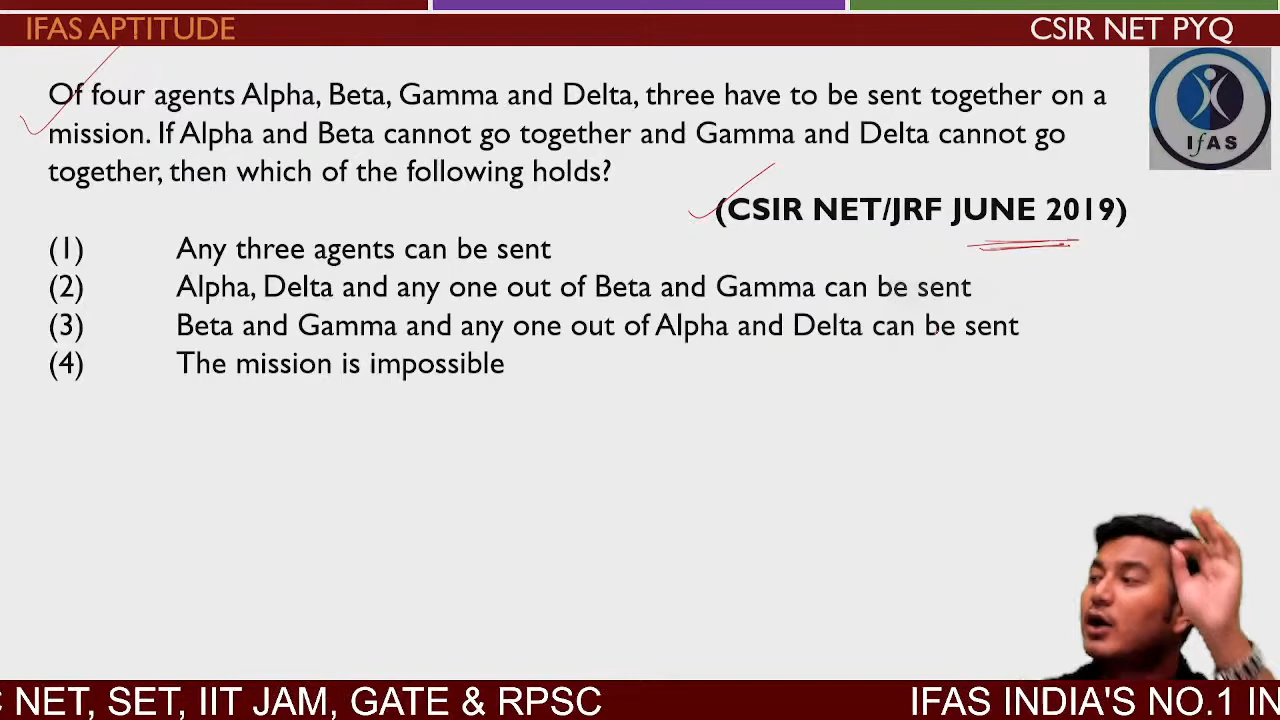 IFAS APTITUDE
CSIR NET PYQ
Of four agents Alpha, Beta, Gamma and Delta, three have to be sent together on a
mission. If Alpha and Beta cannot go together and Gamma and Delta cannot go
together, then which of the following holds?
(CSIR NET/JRF JUNE 2019)
(1) Any three agents can be sent
(2) Alpha, Delta and any one out of Beta and Gamma can be sent
(3) Beta and Gamma and any one out of Alpha and Delta can be sent
(4) The mission is impossible
IfAS
NET, SET, IIT JAM, GATE & RPSC
IFAS INDIA'S NO.1 IN